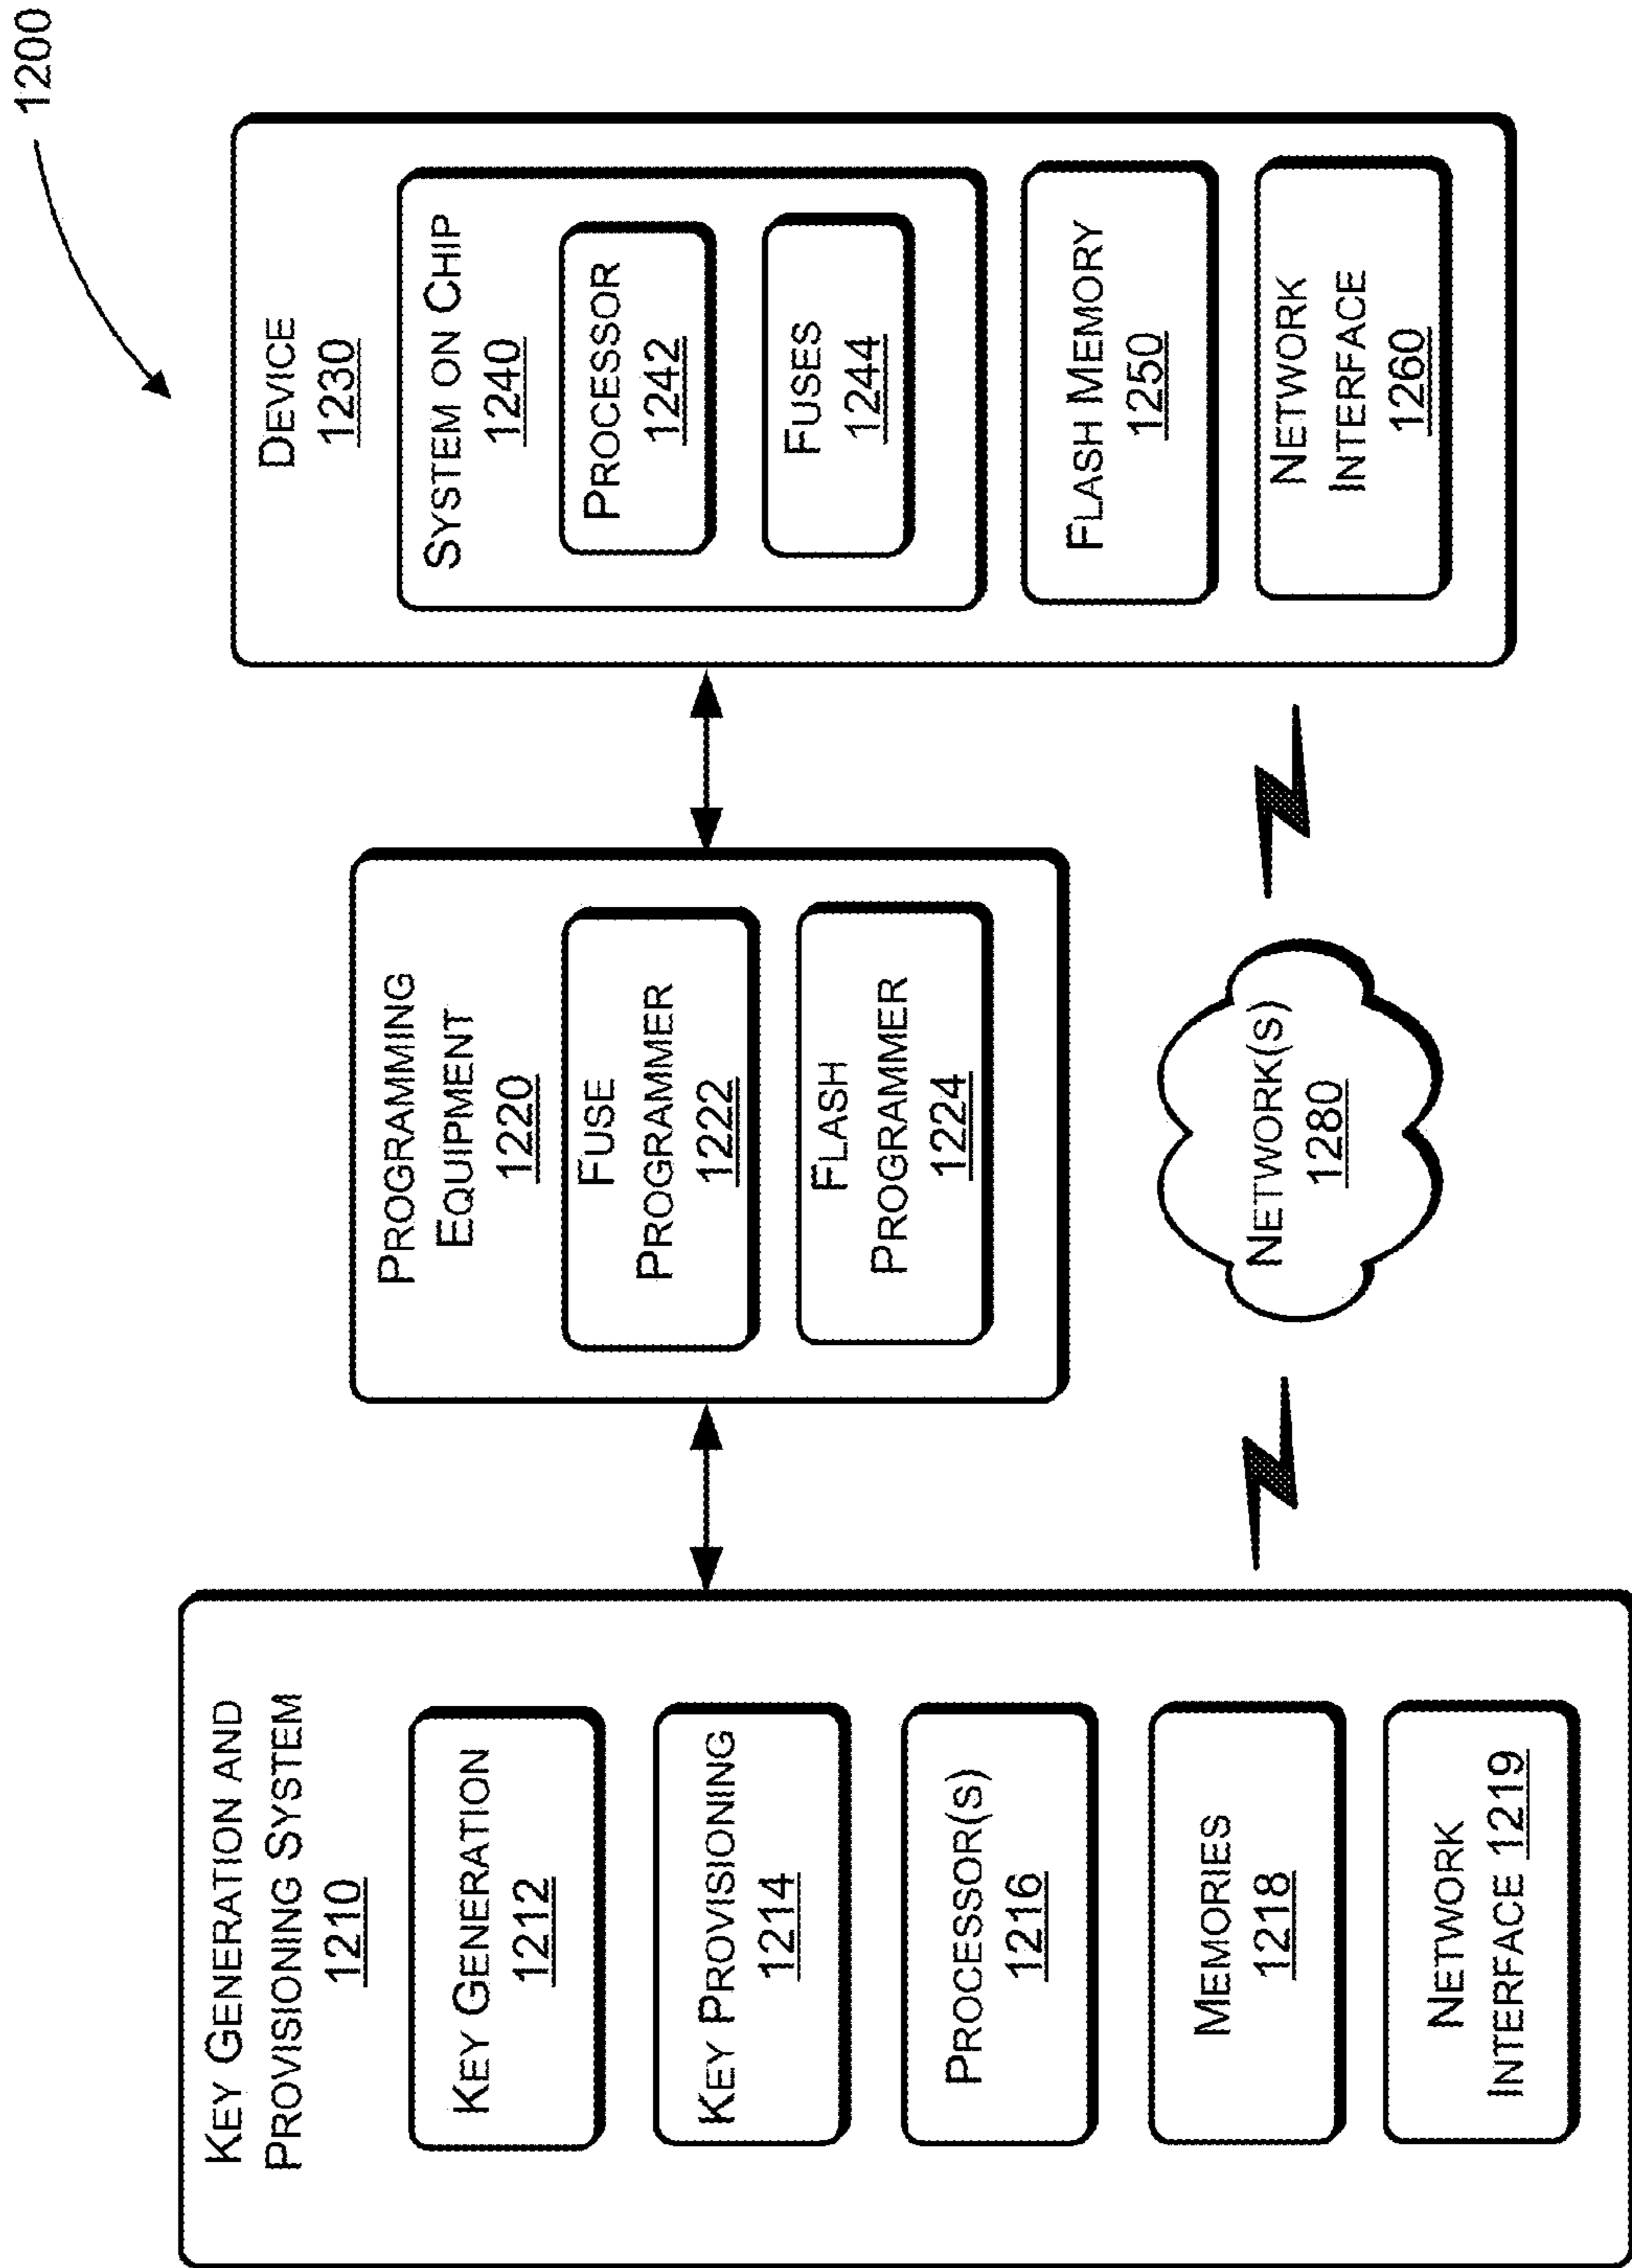 1200
KEY GENERATION AND
PROVISIONING SYSTEM
1210
KEY GENERATION
1212
KEY PROVISIONING
1214
PROCESSOR(S)
1216
MEMORIES
1218
NETWORK
INTERFACE 1219
PROGRAMMING
EQUIPMENT
1220
FUSE
PROGRAMMER
1222
FLASH
PROGRAMMER
1224
NETWORK(S)
1280
DEVICE
1230
SYSTEM ON CHIP
1240
PROCESSOR
1242
FUSES
1244
FLASH MEMORY
1250
NETWORK
INTERFACE
1260